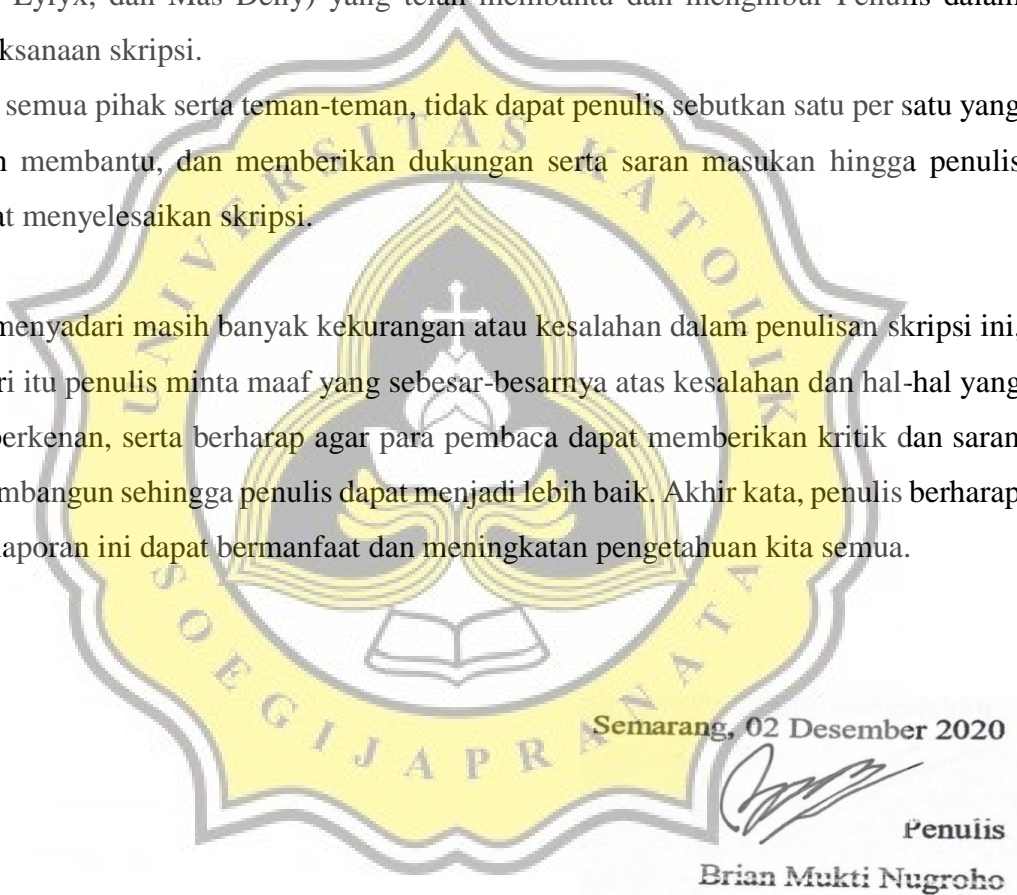 Eyryx, dan Mas Deny) yang telah membantu dan menghibur Penulis dalam
ksanaan skripsi.
semua pihak serta teman-teman, tidak dapat penulis sebutkan satu per satu yang
membantu, dan memberikan dukungan serta saran masukan hingga penulis
at menyelesaikan skripsi.
menyadari masih banyak kekurangan atau kesalahan dalam penulisan skripsi ini,
ri itu penulis minta maaf yang sebesar-besarnya atas kesalahan dan hal-hal yang
berkenan, serta berharap agar para pembaca dapat memberikan kritik dan saran
mbangun sehingga penulis dapat menjadi lebih baik. Akhir kata, penulis berharap
laporan ini dapat bermanfaat dan meningkatan pengetahuan kita semua.
UNIVERSITAS KATOLIK
SOEGIJAPRANATA
Semarang, 02 Desember 2020
Penulis
Brian Mukti Nugroho